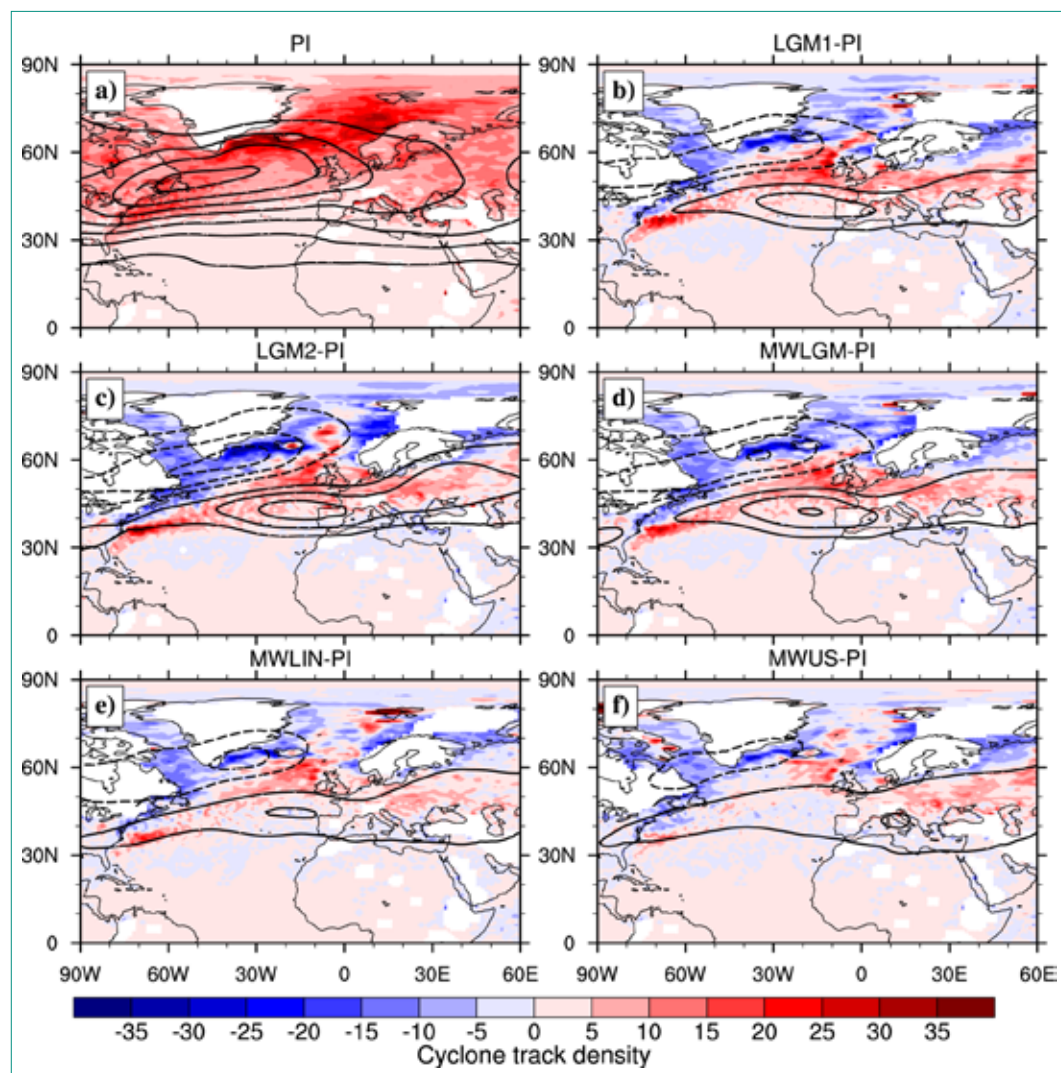 PI
LGM1-PI
90N
a)
90N
b)
60N
60N
30N
30N
0
0
LGM2-PI
MWLGM-PI
90N
c)
90N
d)
60N
60N
30N
30N
0
0
MWLIN-PI
MWUS-PI
90N
e)
90N
f)
60N
60N
30N
30N
0
0
90W 60W 30W 0 30E 60E
90W 60W 30W 0 30E 60E
-35 -30 -25 -20 -15 -10 -5 0 5 10 15 20 25 30 35
Cyclone track density